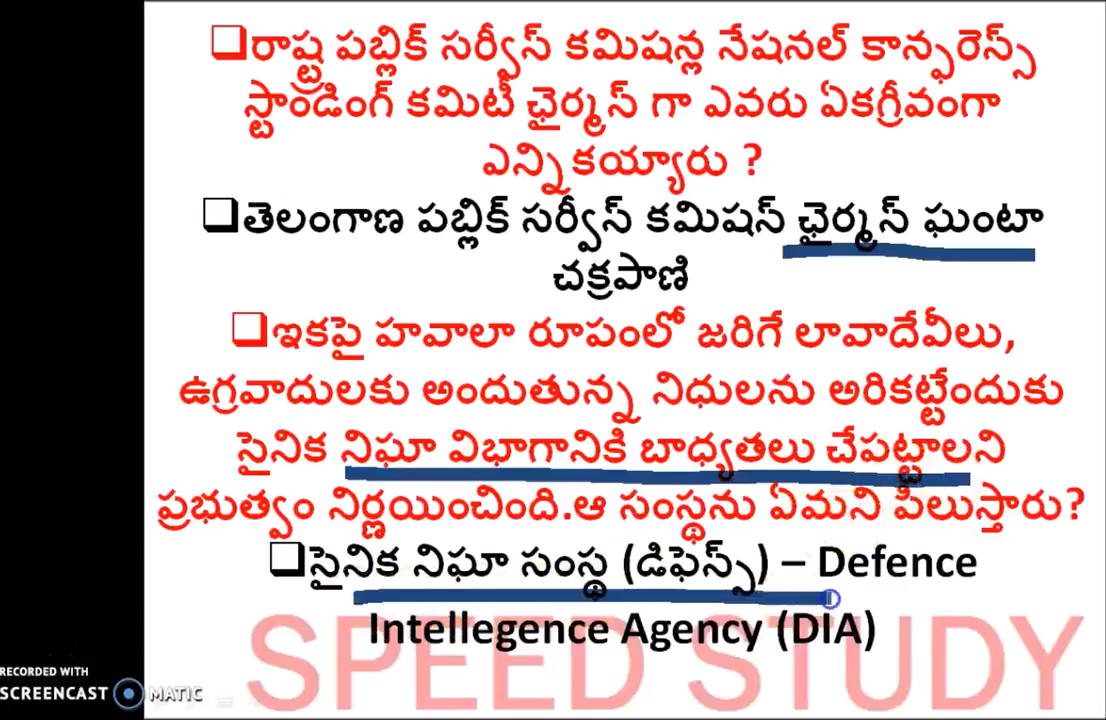 ❑రాష్ట్ర పబ్లిక్ సర్వీస్ కమిషన్ల నేషనల్ కాన్ఫరెన్స్
స్టాండింగ్ కమిటీ ఛైర్మన్ గా ఎవరు ఏకగ్రీవంగా
ఎన్నికయ్యారు ?
❑తెలంగాణ పబ్లిక్ సర్వీస్ కమిషన్ ఛైర్మన్ ఘంటా
చక్రపాణి
❑ఇకపై హవాలా రూపంలో జరిగే లావాదేవీలు,
ఉగ్రవాదులకు అందుతున్న నిధులను అరికట్టేందుకు
సైనిక నిఘా విభాగానికి బాధ్యతలు చేపట్టాలని
ప్రభుత్వం నిర్ణయించింది.ఆ సంస్థను ఏమని పిలుస్తారు?
❑సైనిక నిఘా సంస్థ (డిఫెన్స్) – Defence
Intellegence Agency (DIA)
SPEED STUDY
RECORDED WITH
SCREENCAST MATIC